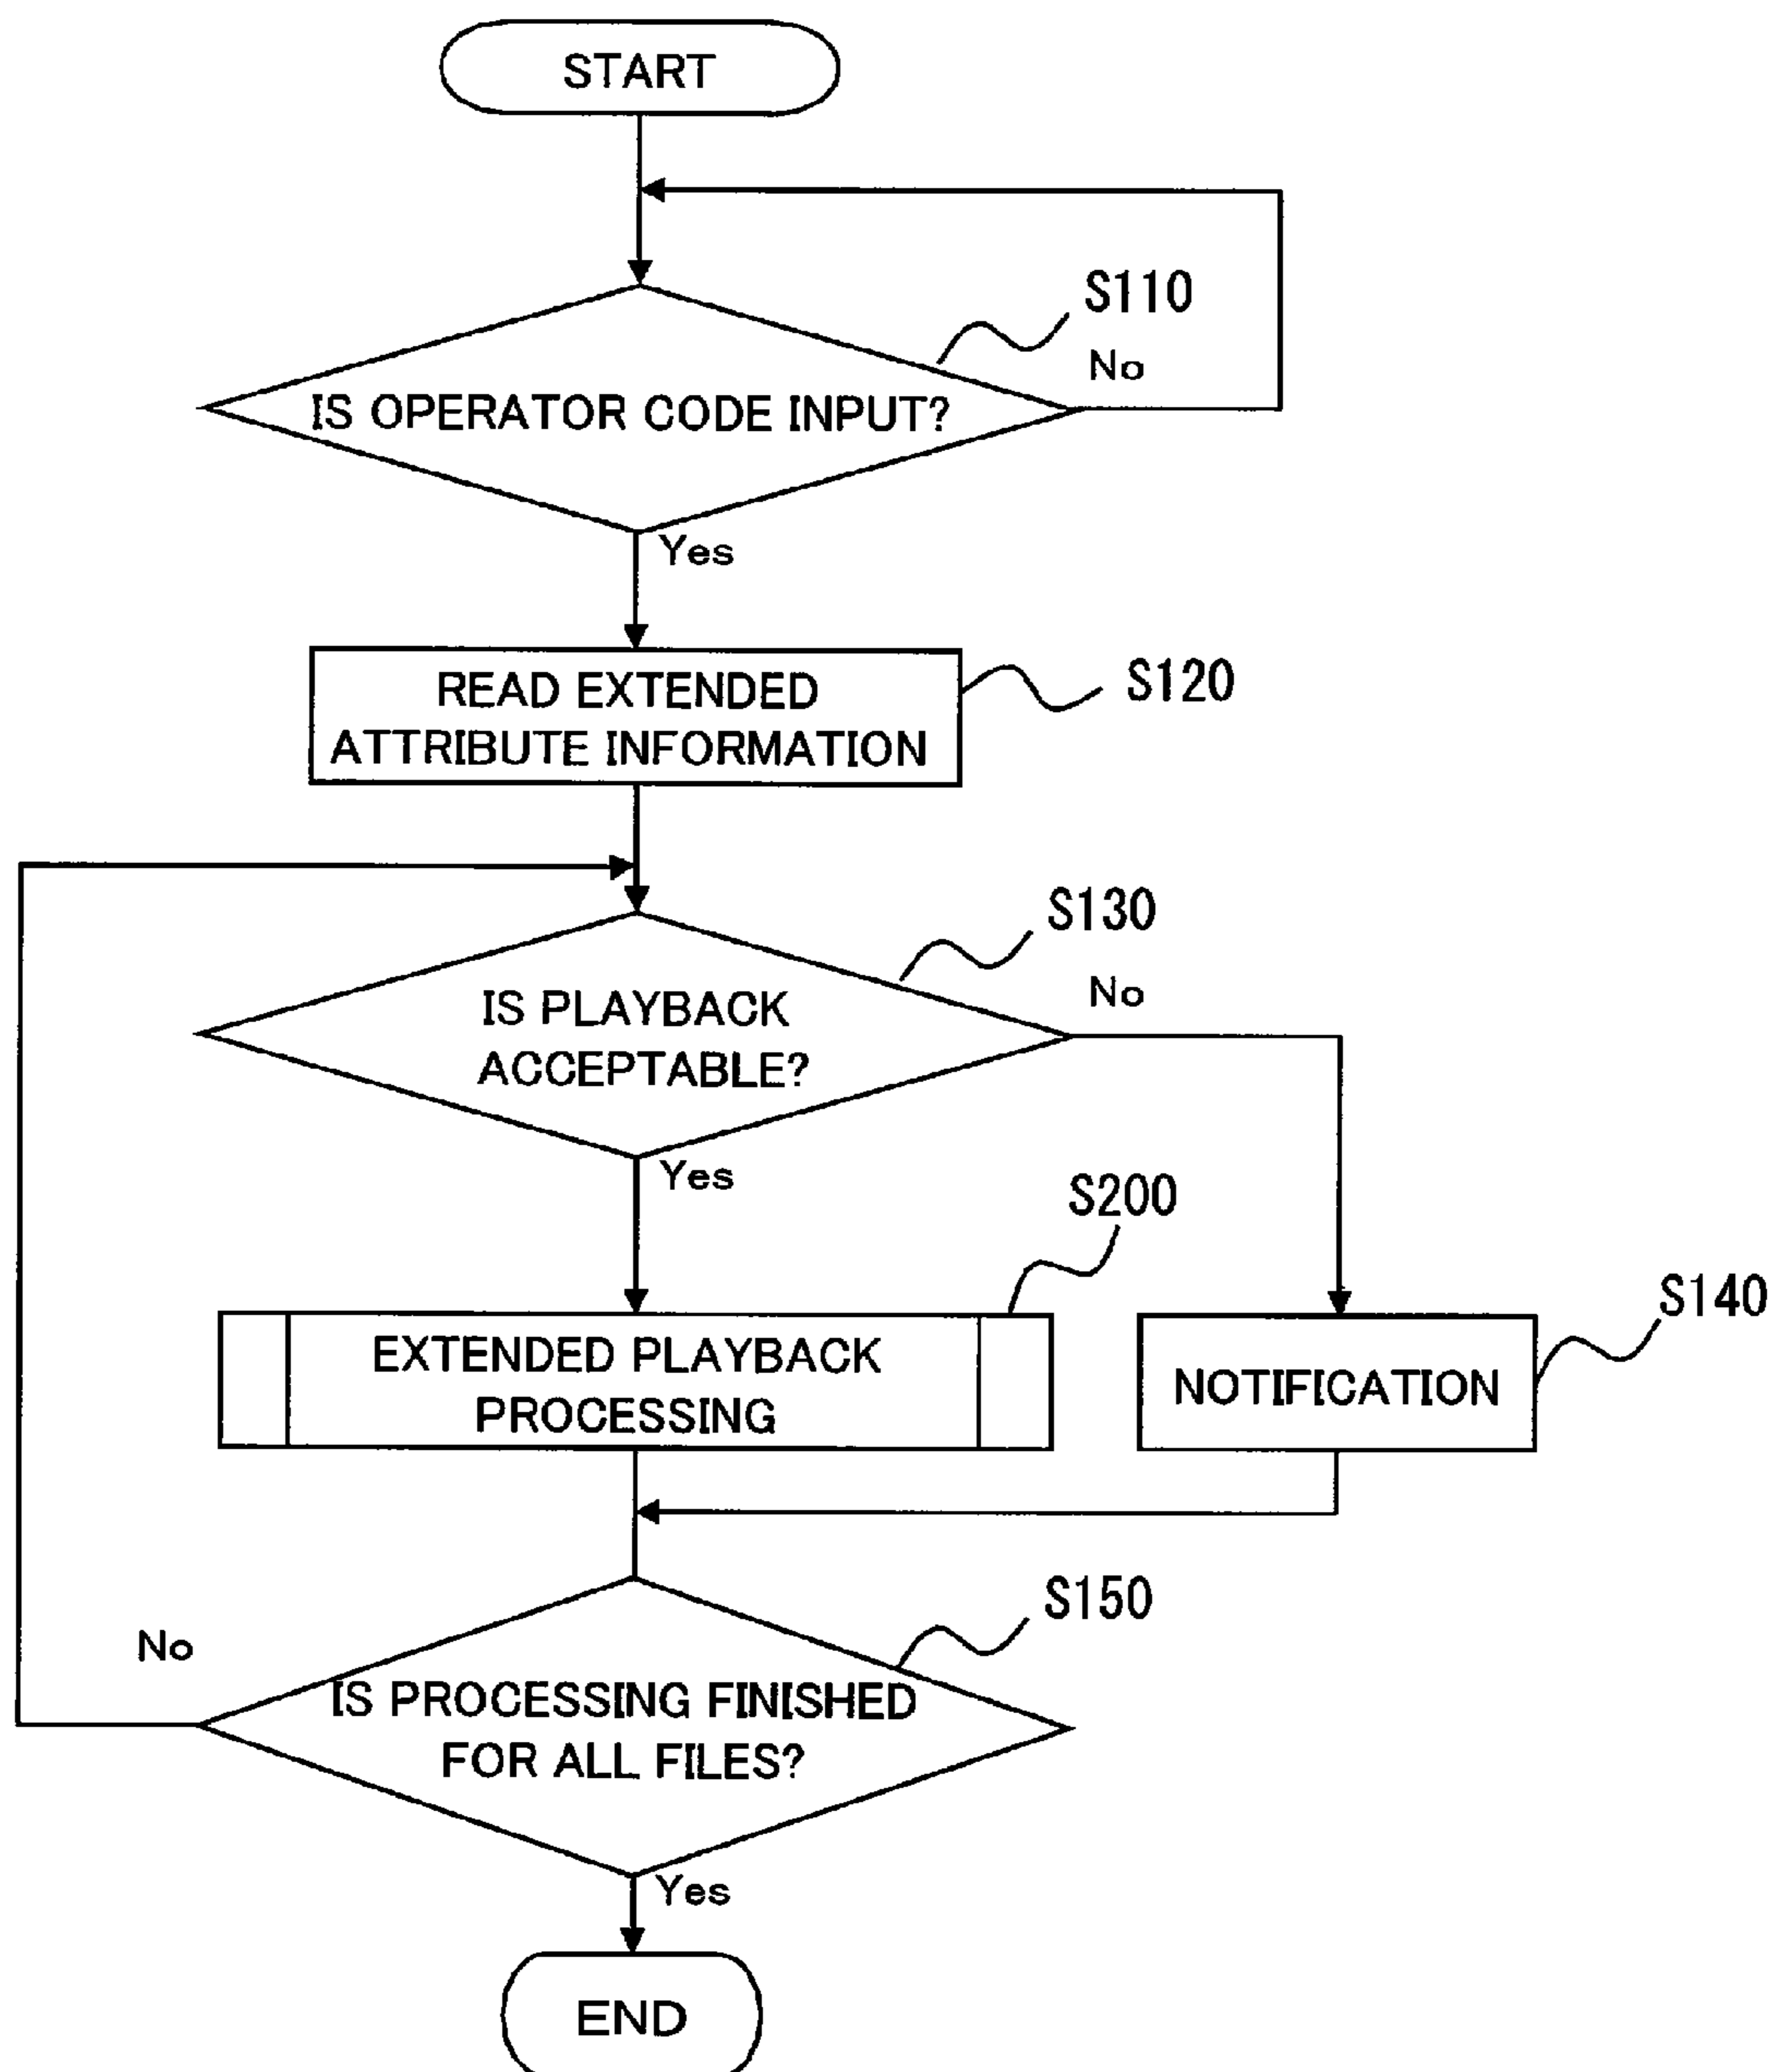 START
S110
No
IS OPERATOR CODE INPUT?
Yes
READ EXTENDED
ATTRIBUTE INFORMATION
S120
S130
No
IS PLAYBACK
ACCEPTABLE?
Yes
S200
S140
EXTENDED PLAYBACK
PROCESSING
NOTIFICATION
S150
No
IS PROCESSING FINISHED
FOR ALL FILES?
Yes
END